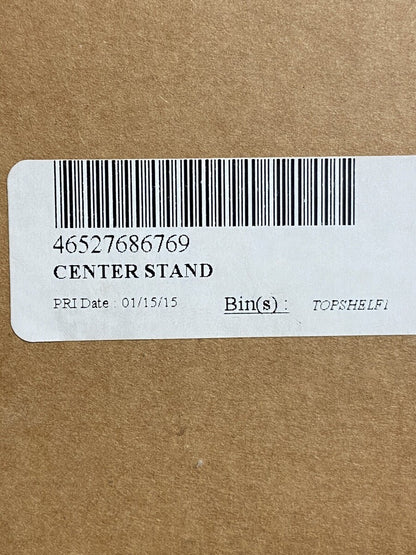 46527686769
CENTER STAND
PRI Date : 01/15/15 Bin(s) : TOPSHELF1